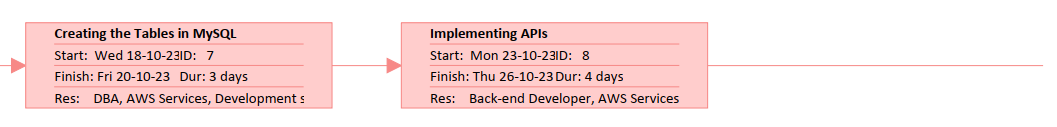 Creating the Tables in MySQL
Start: Wed 18-10-23 ID: 7
Finish: Fri 20-10-23 Dur: 3 days
Res: DBA, AWS Services, Development s
Implementing APIs
Start: Mon 23-10-23 ID: 8
Finish: Thu 26-10-23 Dur: 4 days
Res: Back-end Developer, AWS Services